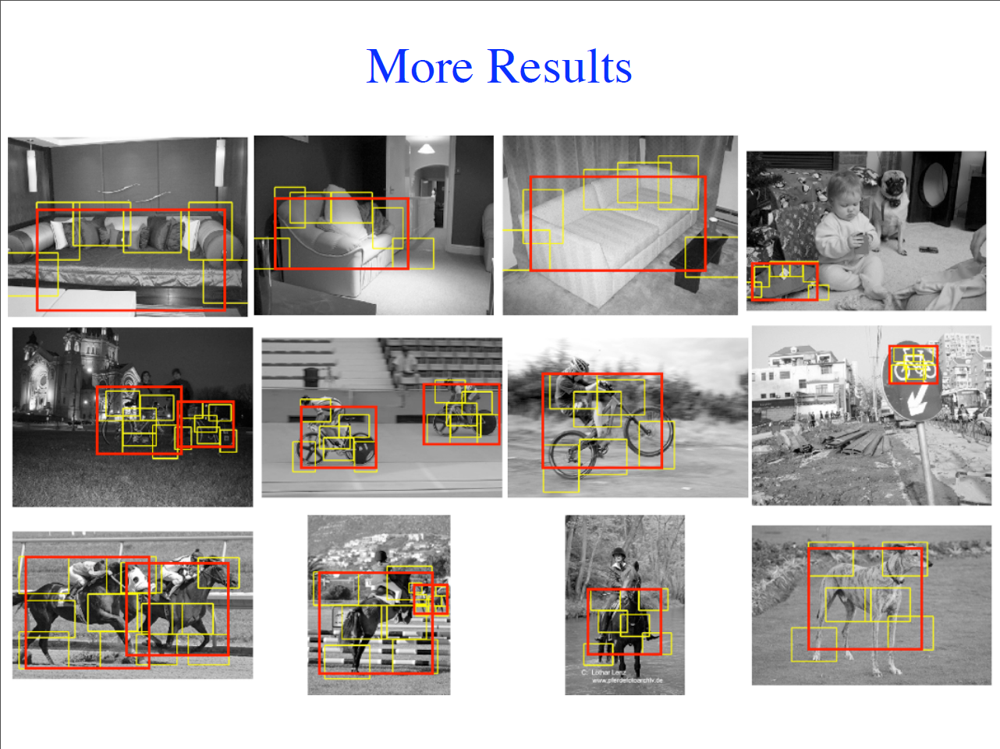 More Results
C: Lothar Lenz
www.pferdefotoarchiv.de